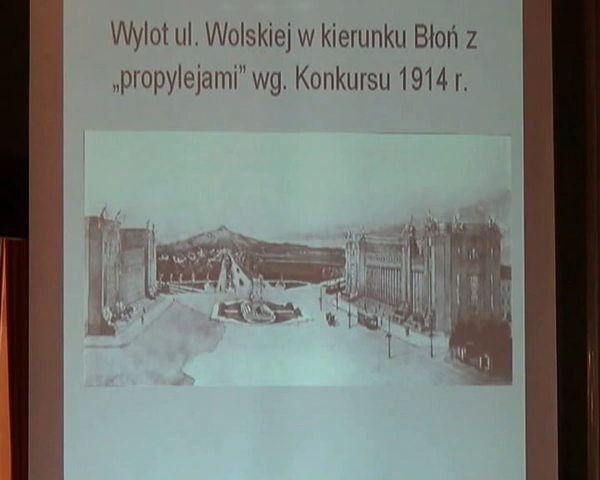 Wylot ul. Wolskiej w kierunku Błoń z
„propylejami” wg. Konkursu 1914 r.